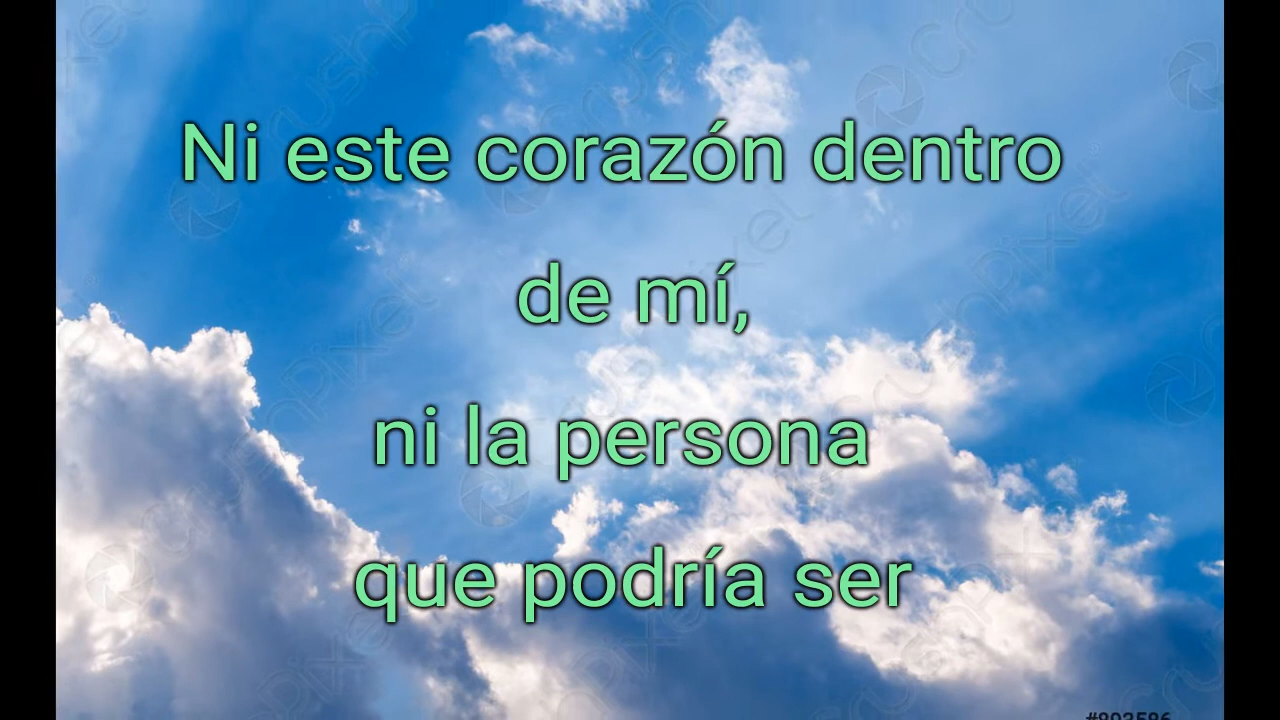 Ni este corazón dentro
de mí,
ni la persona
que podría ser